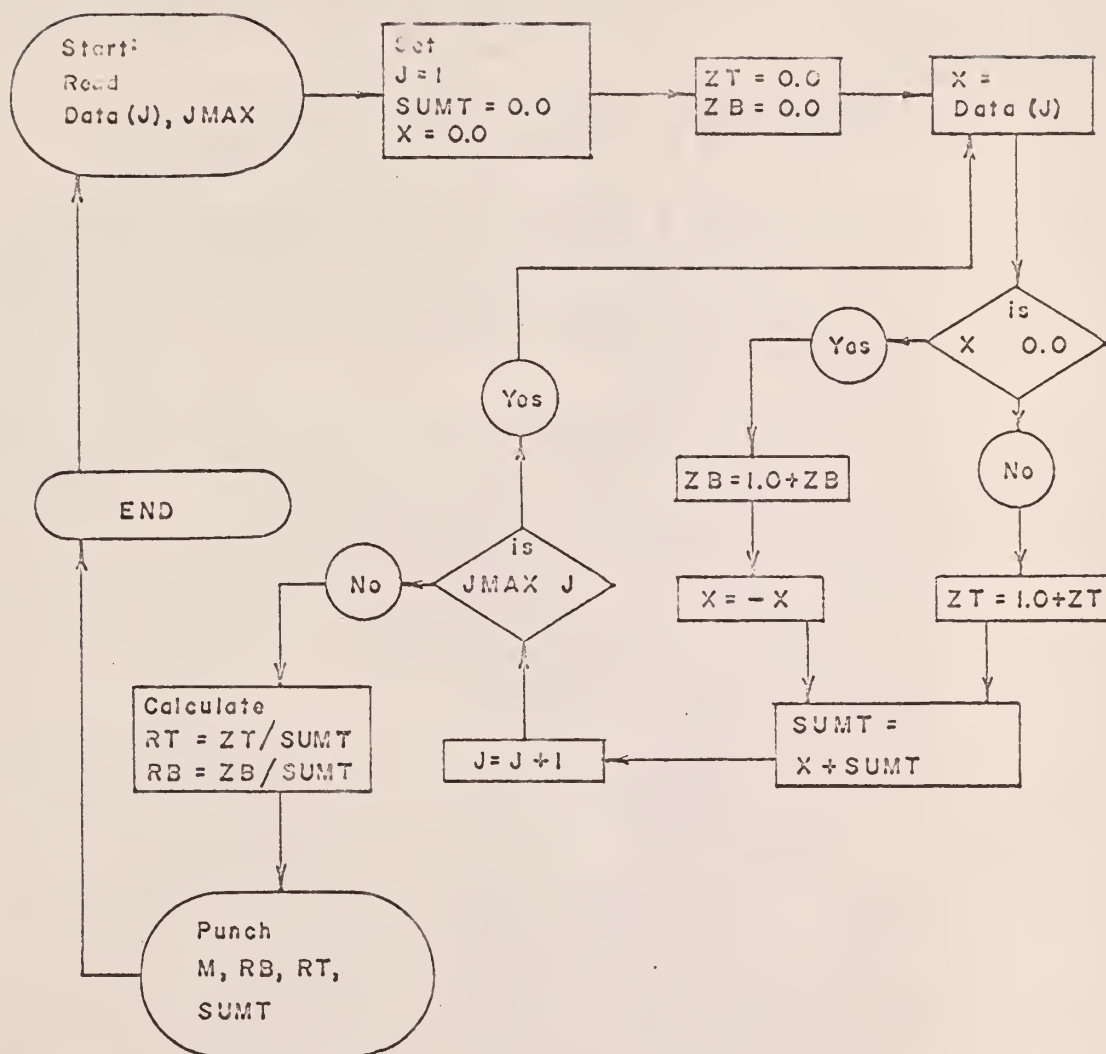 Start:
Read
Data (J), JMAX
Set
J = 1
SUMT = 0.0
X = 0.0
ZT = 0.0
ZB = 0.0
X =
Data (J)
is
X 0.0
Yes
No
ZB = 1.0 + ZB
X = - X
ZT = 1.0 + ZT
SUMT =
X + SUMT
J = J + 1
is
JMAX J
Yes
No
Calculate
RT = ZT / SUMT
RB = ZB / SUMT
Punch
M, RB, RT,
SUMT
END